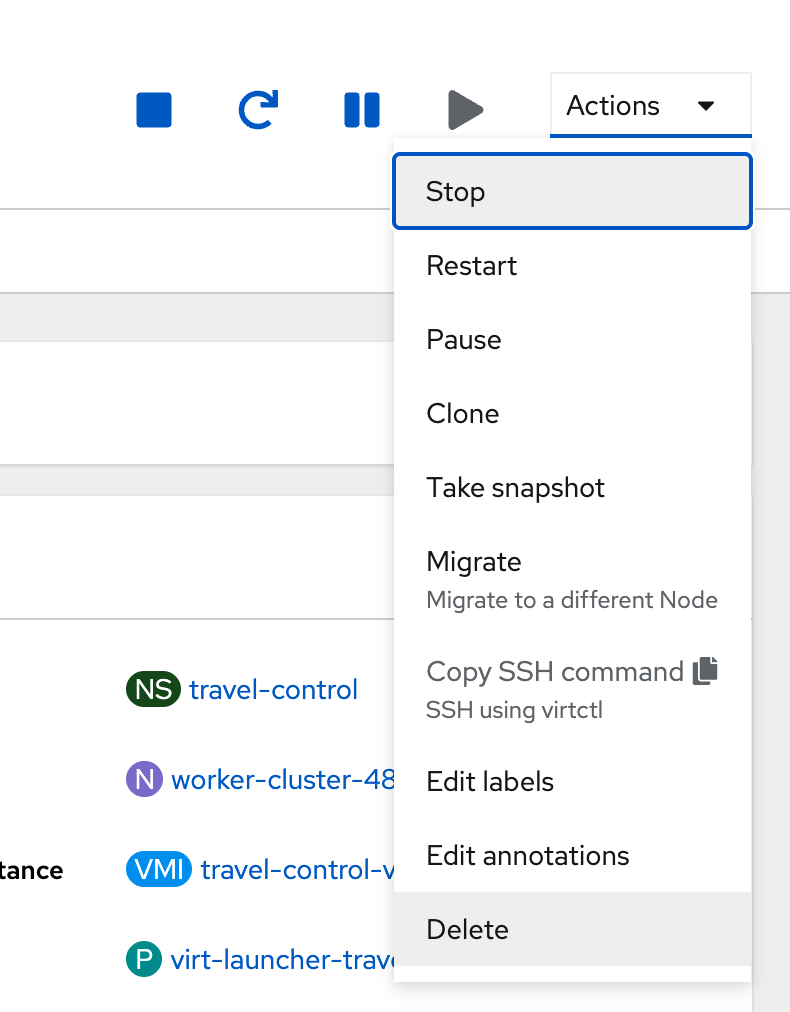 Actions
Stop
Restart
Pause
Clone
Take snapshot
Migrate
Migrate to a different Node
Copy SSH command
SSH using virtctl
Edit labels
Edit annotations
Delete
NS travel-control
N worker-cluster-48
tance VMI travel-control-v
P virt-launcher-trav